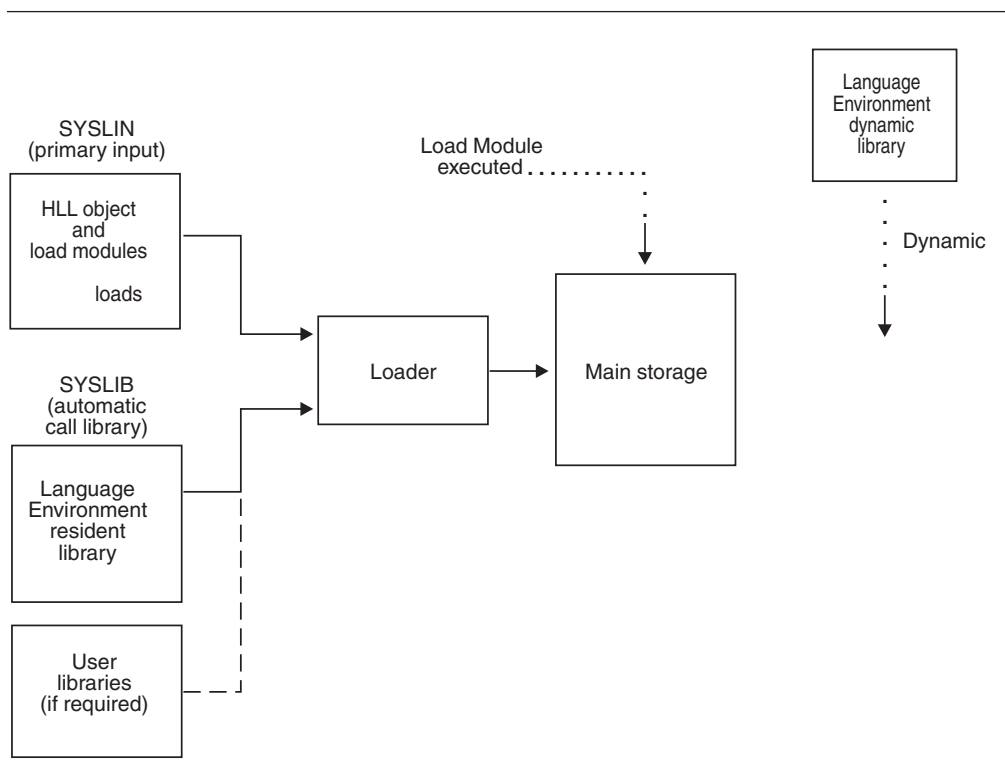 SYSLIN
(primary input)
HLL object
and
load modules
loads
SYSLIB
(automatic
call library)
Language
Environment
resident
library
User
libraries
(if required)
Loader
Load Module
executed
Main storage
Language
Environment
dynamic
library
Dynamic